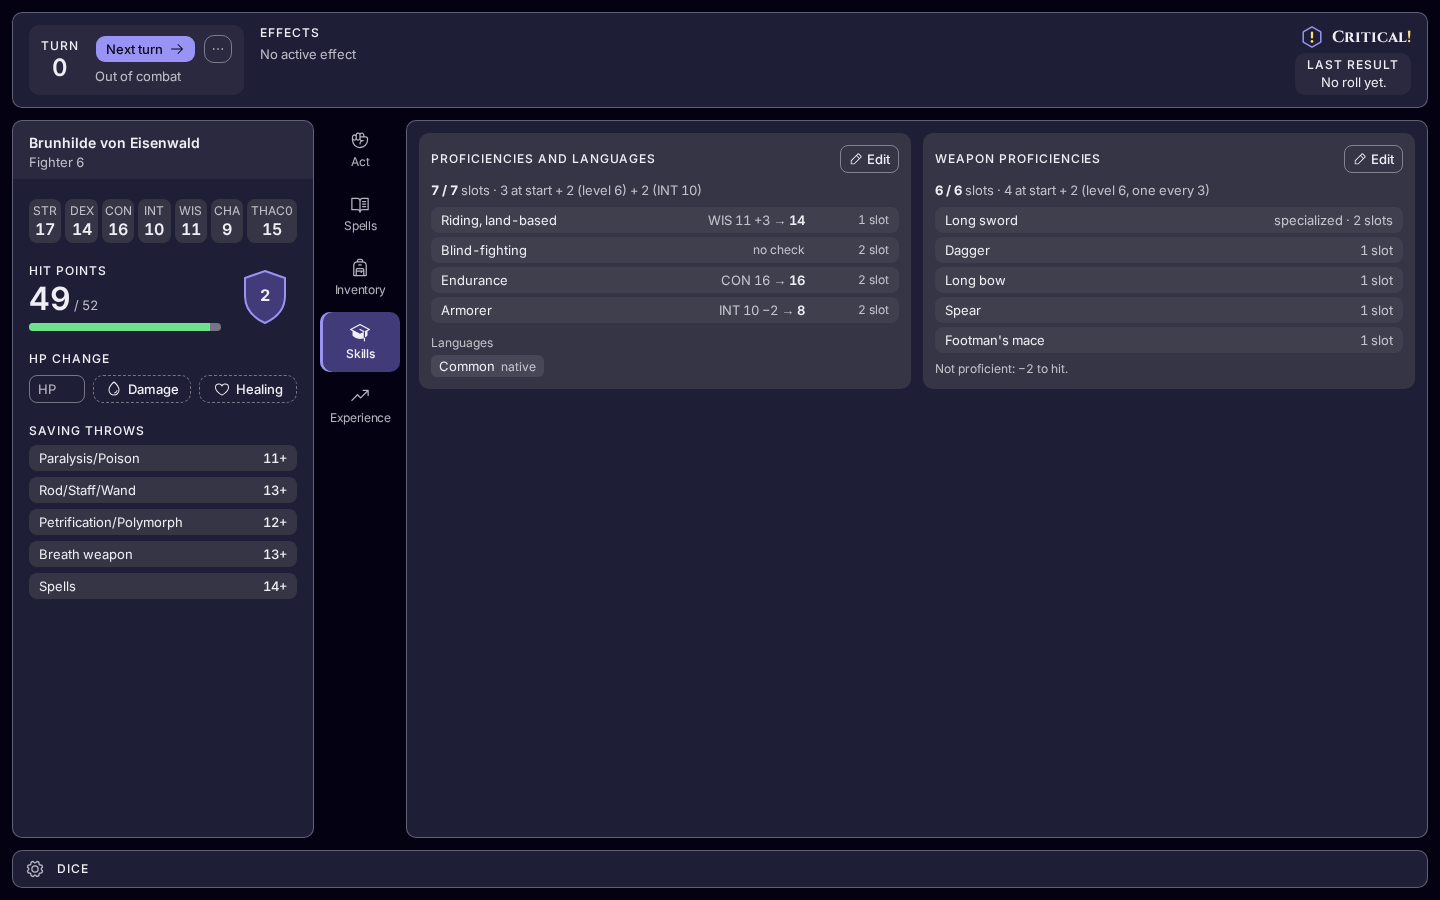 TURN
0
Next turn →
...
Out of combat
EFFECTS
No active effect
CRITICAL!
LAST RESULT
No roll yet.
Brunhilde von Eisenwald
Fighter 6
STR DEX CON INT WIS CHA THAC0
17 14 16 10 11 9 15
HIT POINTS
49 / 52
2
HP CHANGE
HP Damage Healing
SAVING THROWS
Paralysis/Poison 11+
Rod/Staff/Wand 13+
Petrification/Polymorph 12+
Breath weapon 13+
Spells 14+
Act
Spells
Inventory
Skills
Experience
PROFICIENCIES AND LANGUAGES Edit
7 / 7 slots · 3 at start + 2 (level 6) + 2 (INT 10)
Riding, land-based WIS 11 +3 → 14 1 slot
Blind-fighting no check 2 slot
Endurance CON 16 → 16 2 slot
Armorer INT 10 −2 → 8 2 slot
Languages
Common native
WEAPON PROFICIENCIES Edit
6 / 6 slots · 4 at start + 2 (level 6, one every 3)
Long sword specialized · 2 slots
Dagger 1 slot
Long bow 1 slot
Spear 1 slot
Footman's mace 1 slot
Not proficient: −2 to hit.
DICE